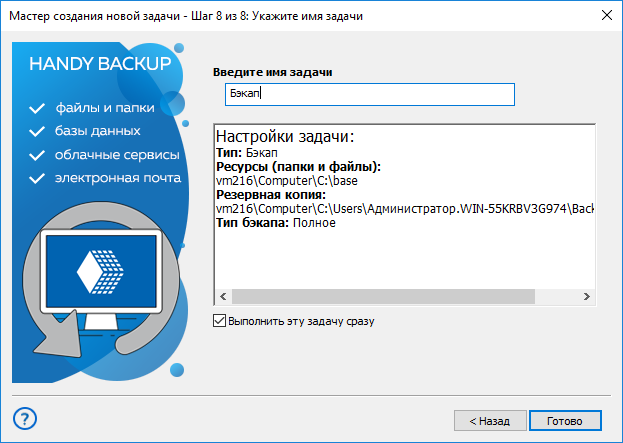 Мастер создания новой задачи - Шаг 8 из 8: Укажите имя задачи
HANDY BACKUP
файлы и папки
базы данных
облачные сервисы
электронная почта
Введите имя задачи
Бэкап
Настройки задачи:
Тип: Бэкап
Ресурсы (папки и файлы):
vm216\Computer\C:\base
Резервная копия:
vm216\Computer\C:\Users\Администратор.WIN-55KRBV3G974\Back
Тип бэкапа: Полное
Выполнить эту задачу сразу
?
< Назад
Готово